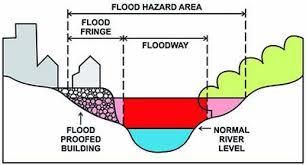 FLOOD HAZARD AREA
FLOOD
FRINGE
FLOODWAY
FLOOD
PROOFED
BUILDING
NORMAL
RIVER
LEVEL